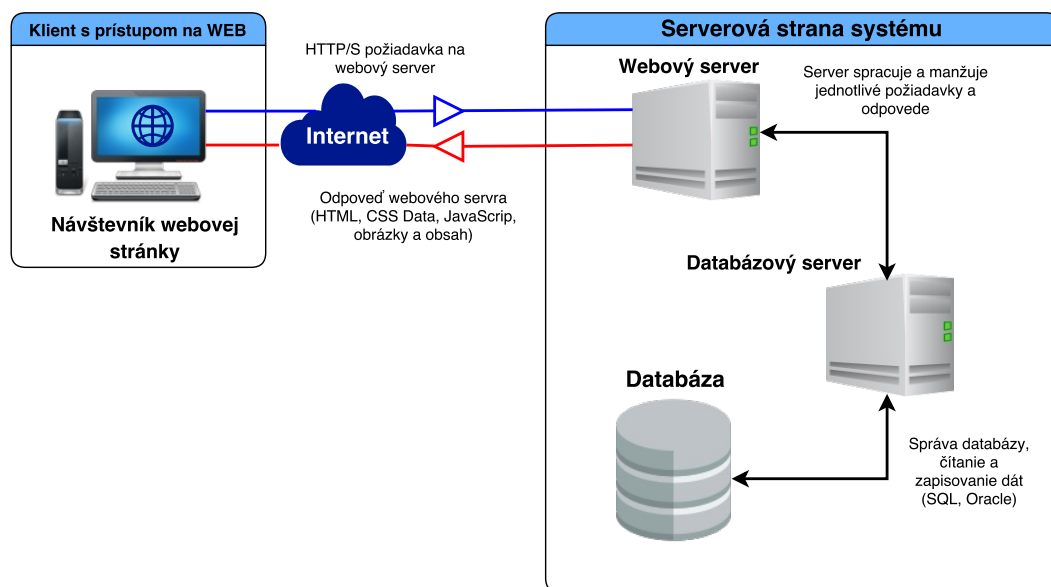 Klient s prístupom na WEB
HTTP/S požiadavka na
webový server
Internet
Návštevník webovej
stránky
Odpoveď webového servra
(HTML, CSS Data, JavaScrip,
obrázky a obsah)
Serverová strana systému
Webový server
Server spracuje a manžuje
jednotlivé požiadavky a
odpovede
Databázový server
Databáza
Správa databázy,
čítanie a
zapisovanie dát
(SQL, Oracle)